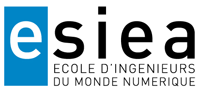 esiea
ECOLE D'INGENIEURS
DU MONDE NUMERIQUE